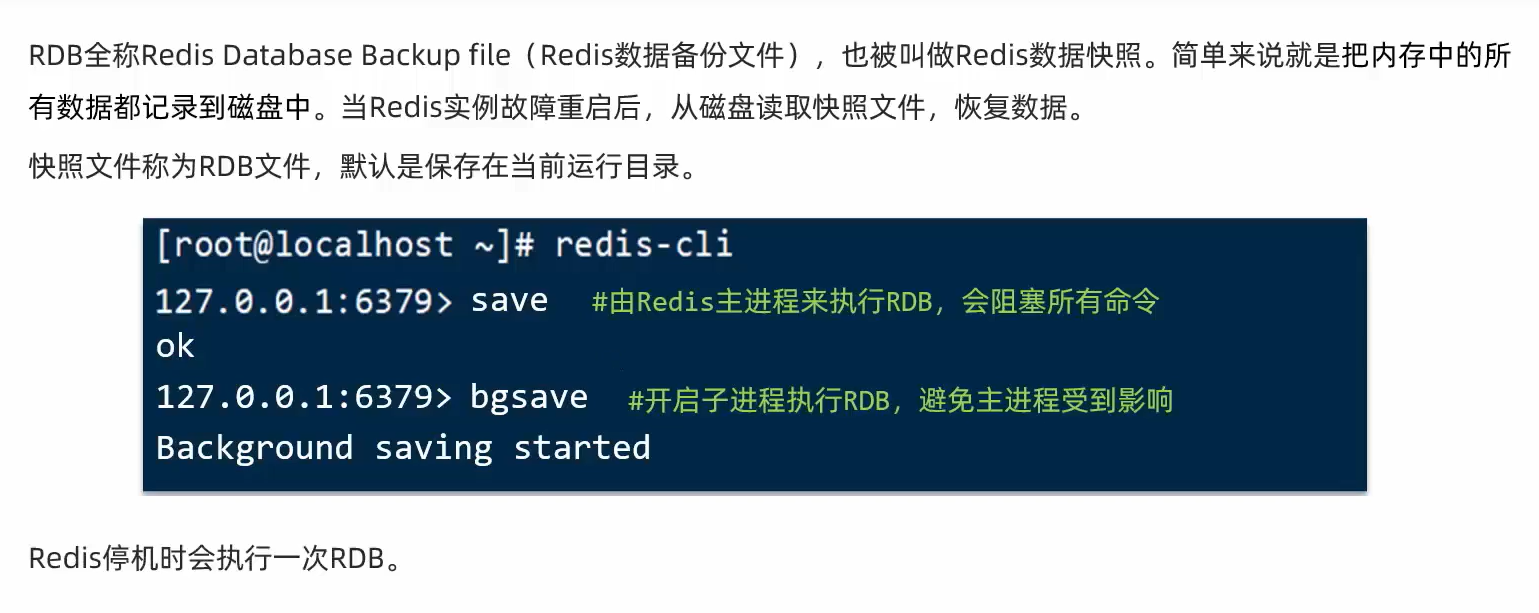 RDB全称Redis Database Backup file（Redis数据备份文件），也被叫做Redis数据快照。简单来说就是把内存中的所
有数据都记录到磁盘中。当Redis实例故障重启后，从磁盘读取快照文件，恢复数据。
快照文件称为RDB文件，默认是保存在当前运行目录。
[root@localhost ~]# redis-cli
127.0.0.1:6379> save #由Redis主进程来执行RDB，会阻塞所有命令
ok
127.0.0.1:6379> bgsave #开启子进程执行RDB，避免主进程受到影响
Background saving started
Redis停机时会执行一次RDB。